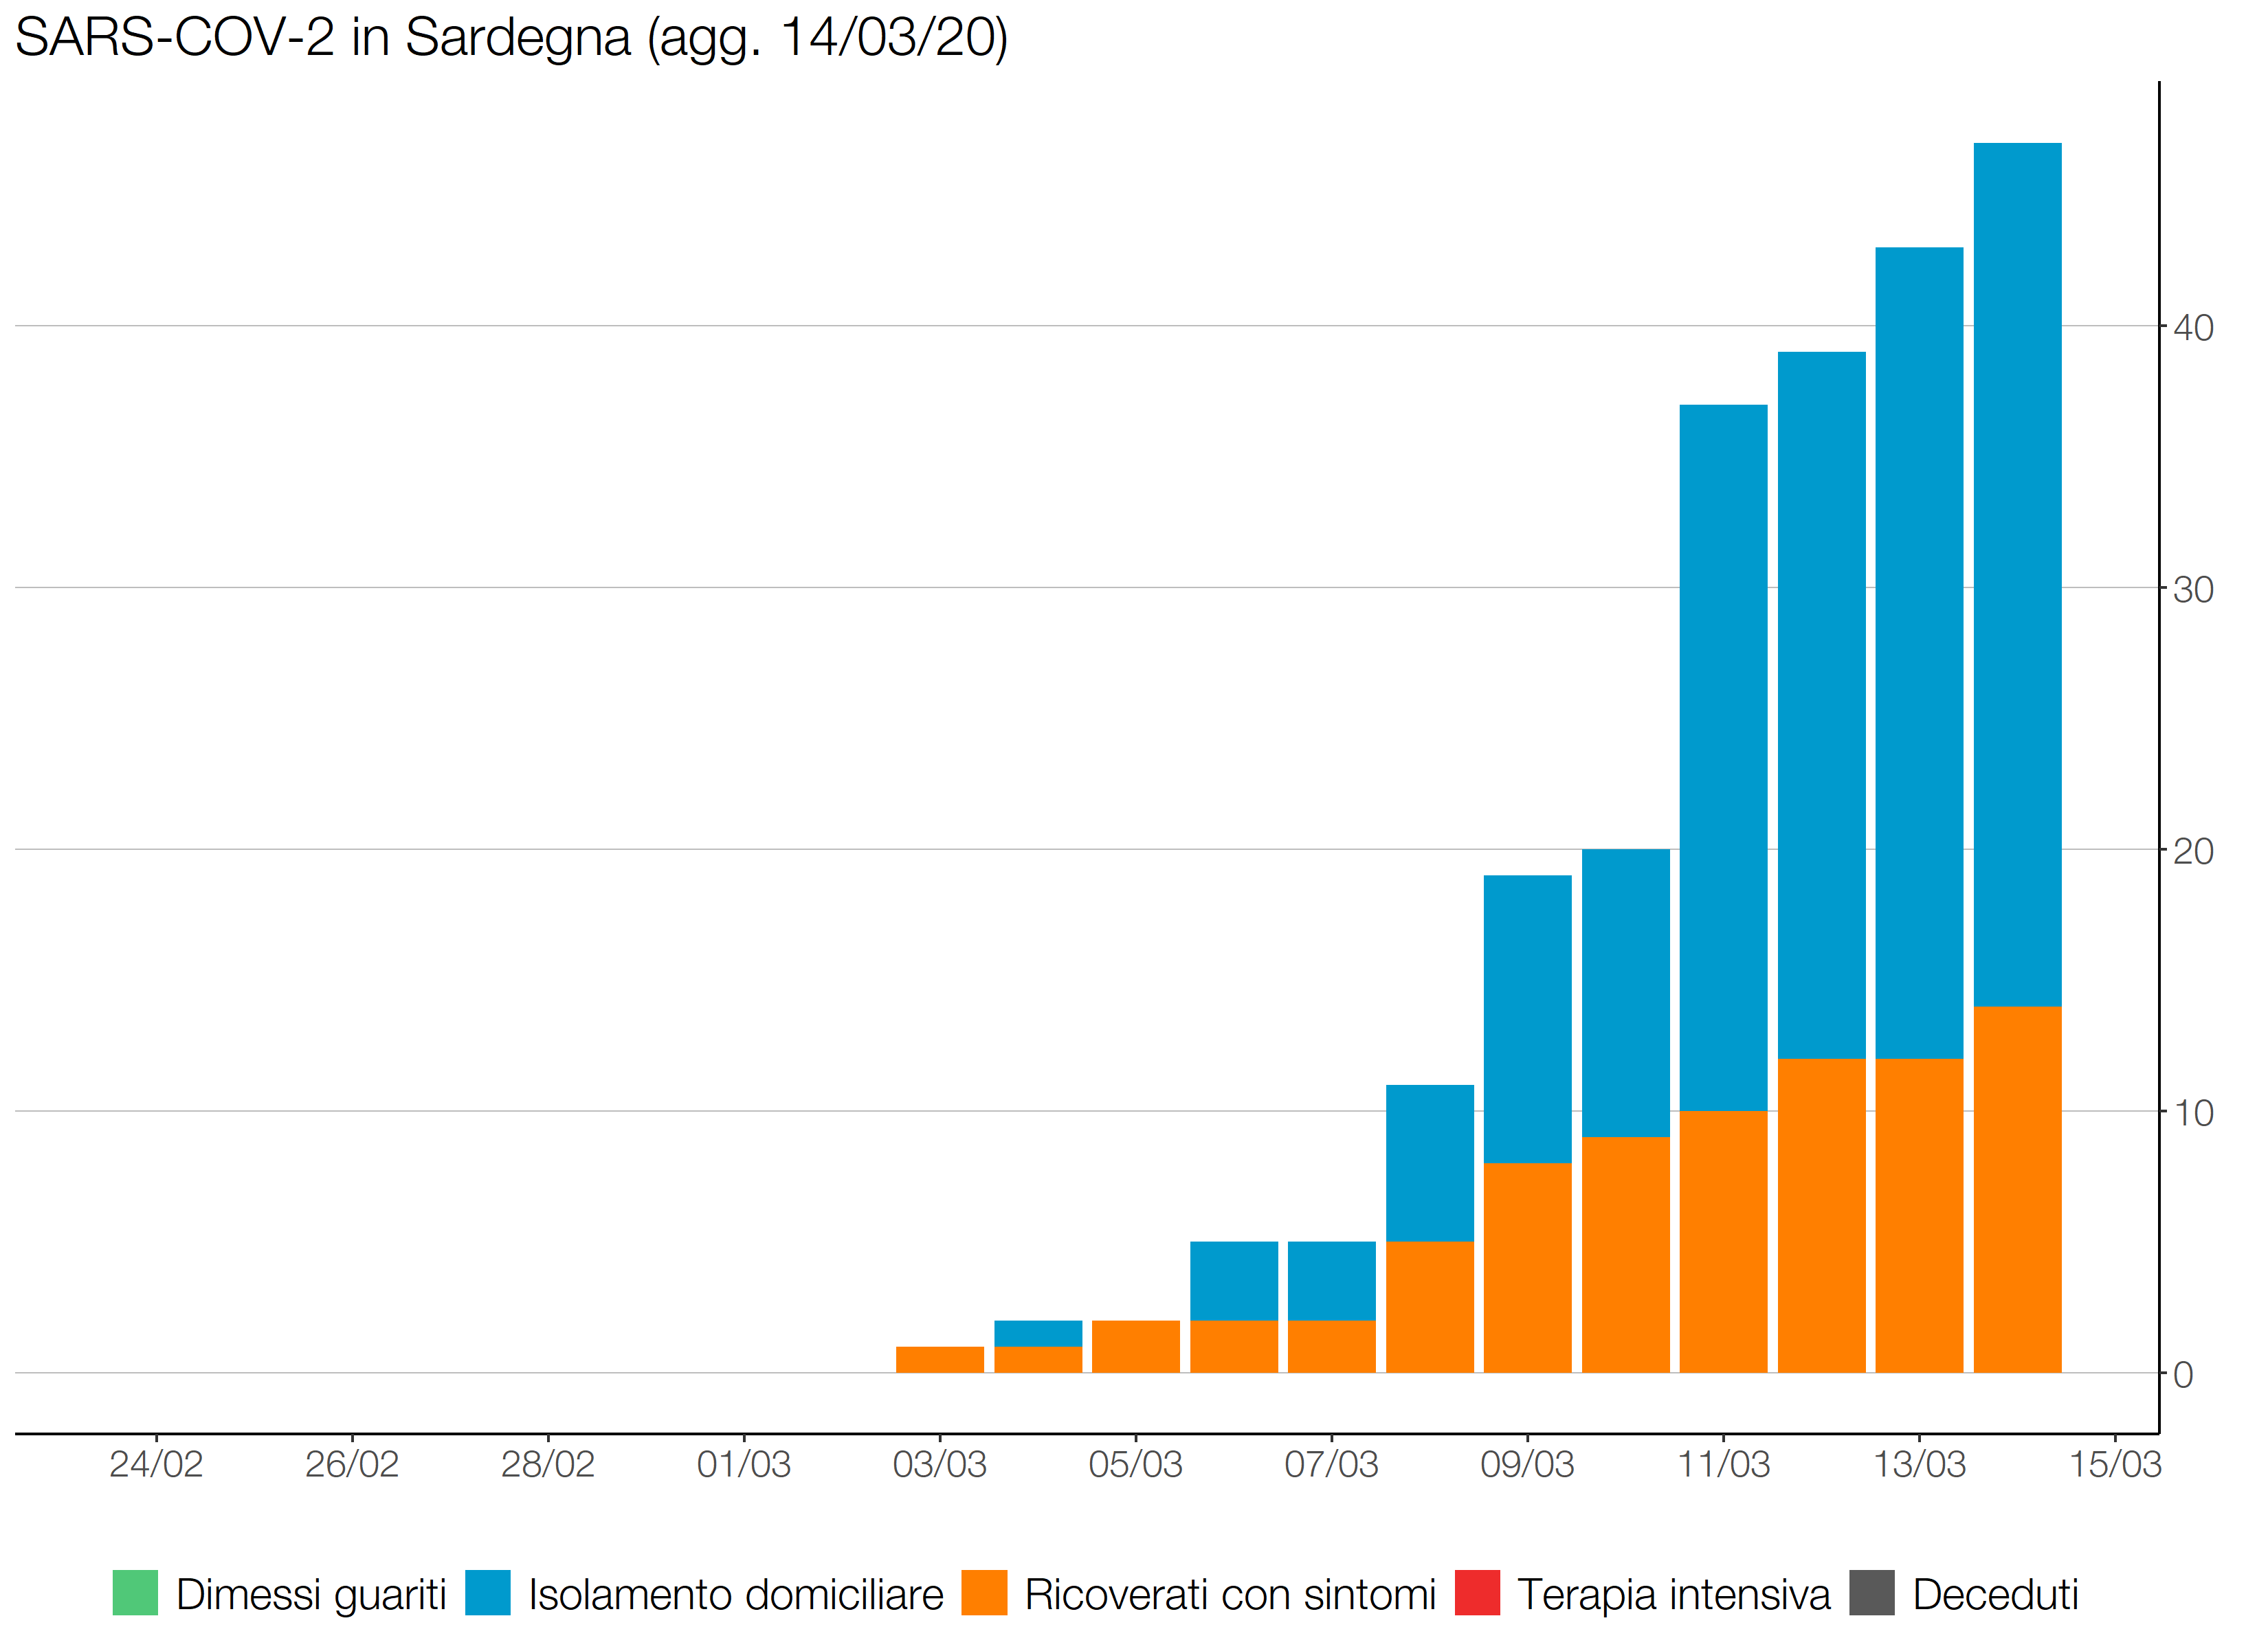 SARS-COV-2 in Sardegna (agg. 14/03/20)
40
30
20
10
0
24/02 26/02 28/02 01/03 03/03 05/03 07/03 09/03 11/03 13/03 15/03
Dimessi guariti Isolamento domiciliare Ricoverati con sintomi Terapia intensiva Deceduti